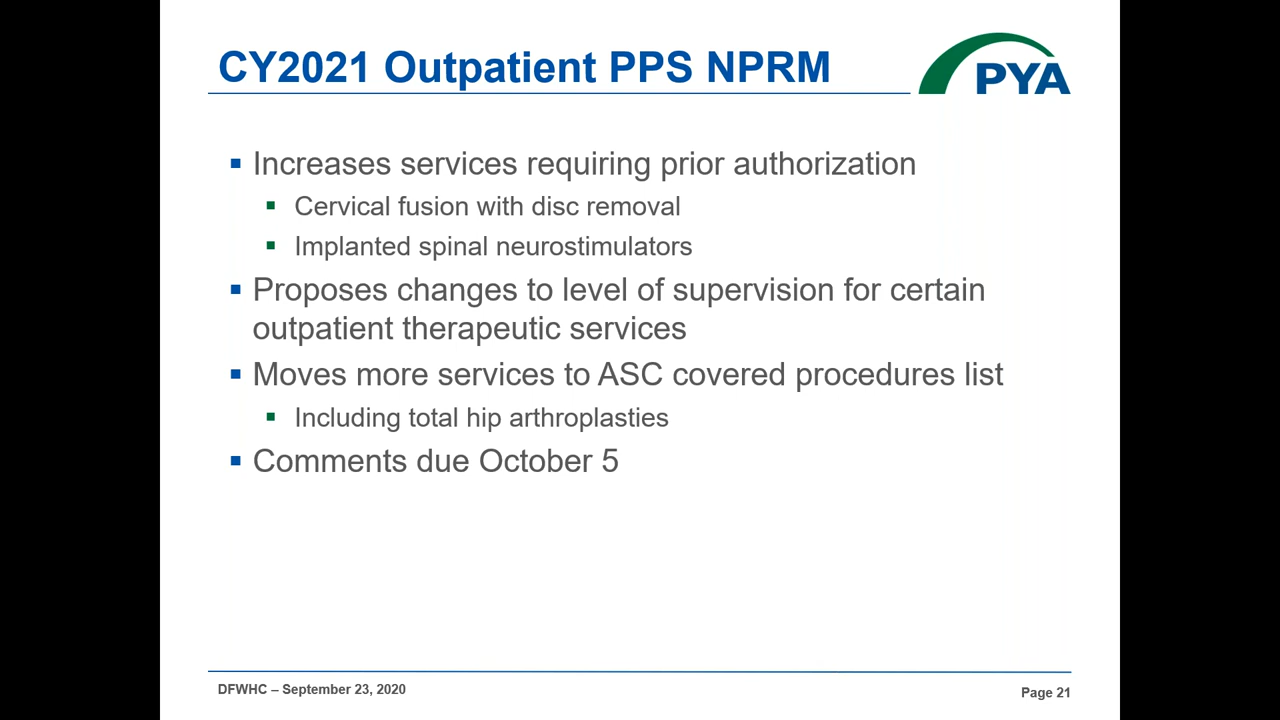 CY2021 Outpatient PPS NPRM
PYA
Increases services requiring prior authorization
Cervical fusion with disc removal
Implanted spinal neurostimulators
Proposes changes to level of supervision for certain
outpatient therapeutic services
Moves more services to ASC covered procedures list
Including total hip arthroplasties
Comments due October 5
DFWHC – September 23, 2020
Page 21